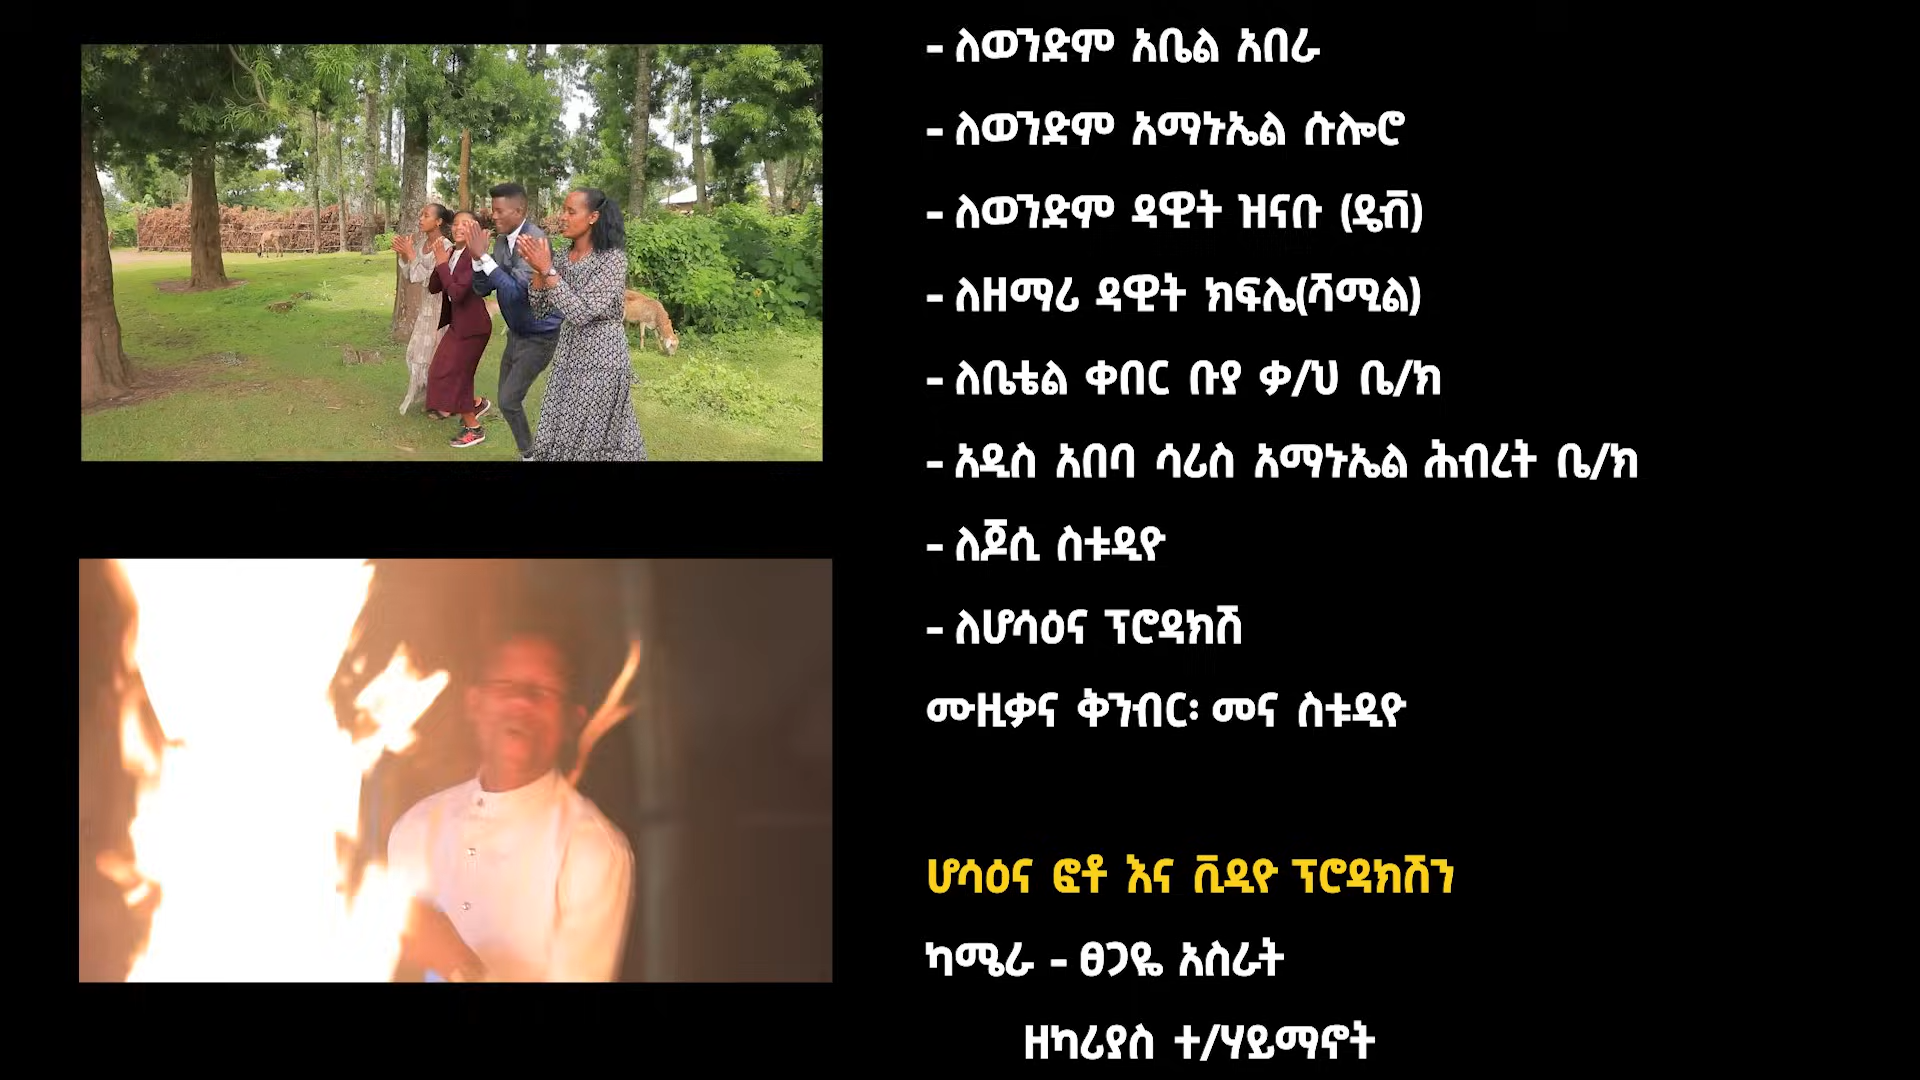 - ለወንድም አቤል አበራ
- ለወንድም አማኑኤል ሱሎሮ
- ለወንድም ዳዊት ዝናቡ (ዴቭ)
- ለዘማሪ ዳዊት ክፍሌ(ሻሚል)
- ለቤቴል ቀበር ቡያ ቃ/ህ ቤ/ክ
- አዲስ አበባ ሳሪስ አማኑኤል ሕብረት ቤ/ክ
- ለጆሲ ስቱዲዮ
- ለሆሳዕና ፕሮዳክሽ
ሙዚቃና ቅንብር፡ መና ስቱዲዮ
ሆሳዕና ፎቶ እና ቪዲዮ ፕሮዳክሽን
ካሜራ - ፀጋዬ አስራት
ዘካሪያስ ተ/ሃይማኖት